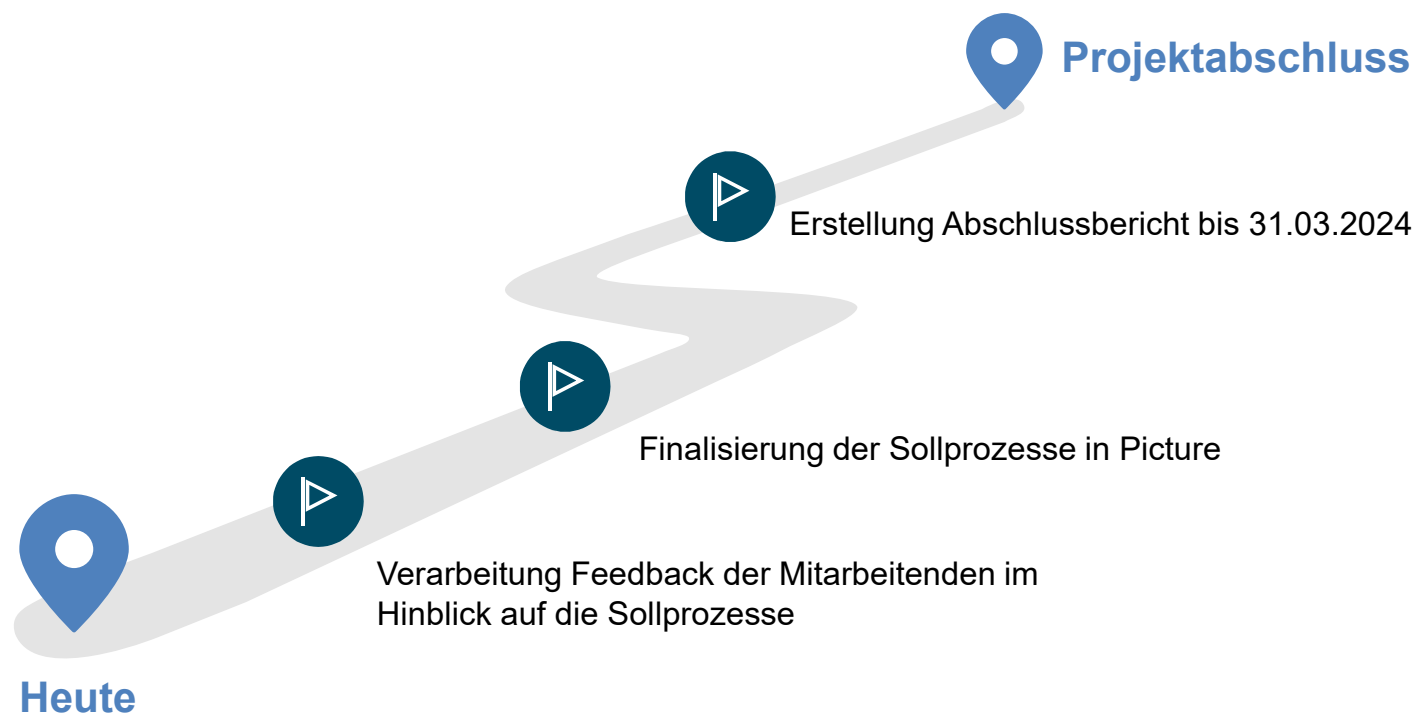 Projektabschluss
Erstellung Abschlussbericht bis 31.03.2024
Finalisierung der Sollprozesse in Picture
Verarbeitung Feedback der Mitarbeitenden im
Hinblick auf die Sollprozesse
Heute